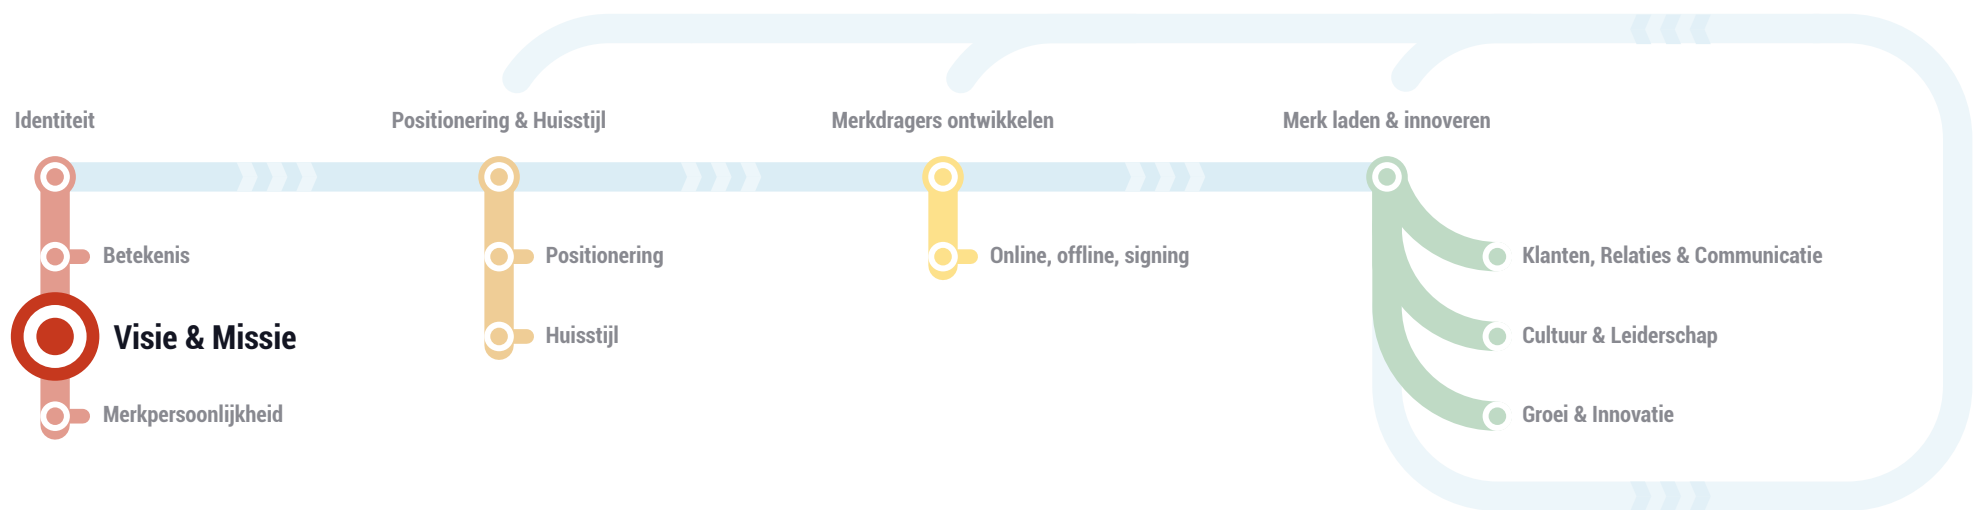 Identiteit
Positionering & Huisstijl
Merkdragers ontwikkelen
Merk laden & innoveren
Betekenis
Positionering
Online, offline, signing
Klanten, Relaties & Communicatie
Visie & Missie
Huisstijl
Cultuur & Leiderschap
Merkpersoonlijkheid
Groei & Innovatie